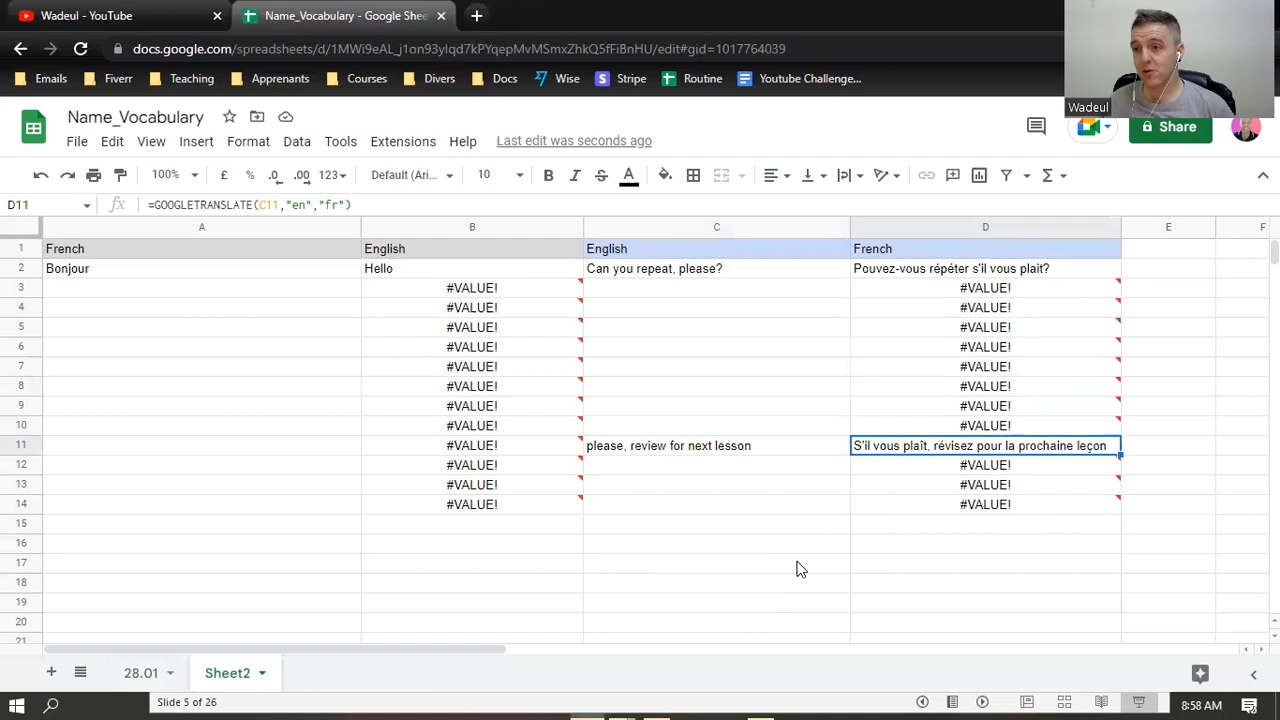 Wadeul - YouTube
Name_Vocabulary - Google Shee
docs.google.com/spreadsheets/d/1MWi9eAL_j1on93ylqd7kPYqepMvMSmxZhkQ5fFiBnHU/edit#gid=1017764039
Emails Fiverr Teaching Apprenants Courses Divers Docs Wise Stripe Routine Youtube Challenge...
Wadeul
Name_Vocabulary
File Edit View Insert Format Data Tools Extensions Help Last edit was seconds ago
Share
100% £ % .0 .00 123 Default (Ari... 10 B I S A Σ
D11 fx =GOOGLETRANSLATE(C11,"en","fr")
A B C D E F
1 French English English French
2 Bonjour Hello Can you repeat, please? Pouvez-vous répéter s'il vous plait?
3 #VALUE! #VALUE!
4 #VALUE! #VALUE!
5 #VALUE! #VALUE!
6 #VALUE! #VALUE!
7 #VALUE! #VALUE!
8 #VALUE! #VALUE!
9 #VALUE! #VALUE!
10 #VALUE! #VALUE!
11 #VALUE! please, review for next lesson S'il vous plaît, révisez pour la prochaine leçon
12 #VALUE! #VALUE!
13 #VALUE! #VALUE!
14 #VALUE! #VALUE!
15
16
17
18
19
20
21
28.01 Sheet2
Slide 5 of 26
8:58 AM